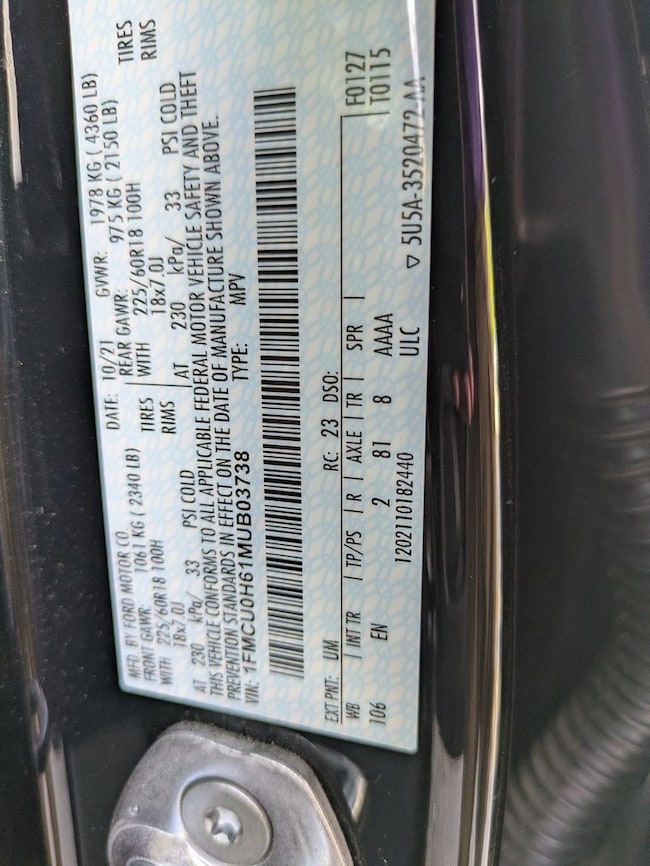 MFD. BY FORD MOTOR CO. DATE: 10/21 GVWR: 1978 KG ( 4360 LB)
FRONT GAWR: 1061 KG ( 2340 LB) REAR GAWR: 975 KG ( 2150 LB)
WITH 225/60R18 100H TIRES WITH 225/60R18 100H TIRES
18x7.0J RIMS 18x7.0J RIMS
AT 230 kPa/ 33 PSI COLD AT 230 kPa/ 33 PSI COLD
THIS VEHICLE CONFORMS TO ALL APPLICABLE FEDERAL MOTOR VEHICLE SAFETY AND THEFT
PREVENTION STANDARDS IN EFFECT ON THE DATE OF MANUFACTURE SHOWN ABOVE.
VIN: 1FMCU0H61MUB03738 TYPE: MPV
EXT PNT: UM RC: 23 DSO: F0127
WB | INT TR | TP/PS | R | AXLE | TR | SPR | T0115
106 EN 2 81 8 AAAA
1202110182440 ULC
▽ 5U5A-3520472-AA